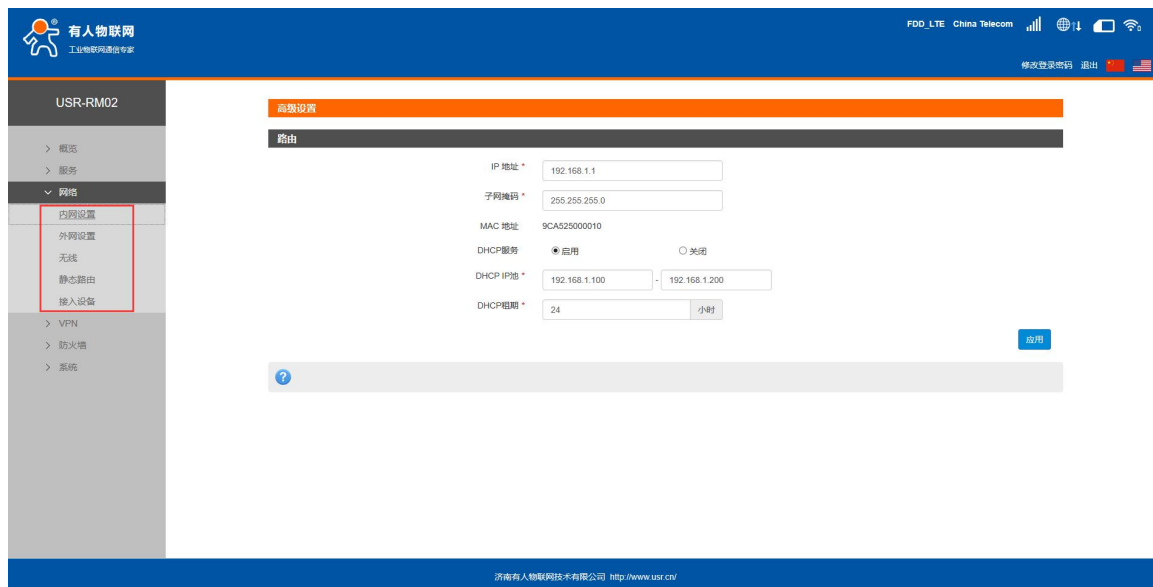 有人物联网
工业物联网通信专家
FDD_LTE China Telecom
修改登录密码 退出
USR-RM02
概览
服务
网络
内网设置
外网设置
无线
静态路由
接入设备
VPN
防火墙
系统
高级设置
路由
IP 地址 * 192.168.1.1
子网掩码 * 255.255.255.0
MAC 地址 9CA525000010
DHCP服务 启用 关闭
DHCP IP池 * 192.168.1.100 - 192.168.1.200
DHCP租期 * 24 小时
应用
济南有人物联网技术有限公司 http://www.usr.cn/